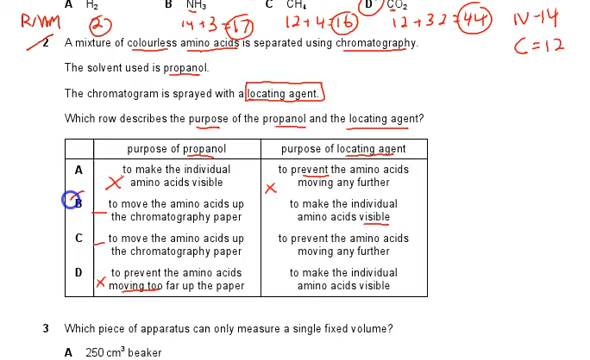 A H₂ B NH₃ C CH₄ D CO₂
2 14 + 3 = 17 12 + 4 = 16 12 + 32 = 44 N - 14
C = 12
2 A mixture of colourless amino acids is separated using chromatography.
The solvent used is propanol.
The chromatogram is sprayed with a locating agent.
Which row describes the purpose of the propanol and the locating agent?
purpose of propanol purpose of locating agent
A to make the individual to prevent the amino acids
amino acids visible moving any further
B to move the amino acids up to make the individual
the chromatography paper amino acids visible
C to move the amino acids up to prevent the amino acids
the chromatography paper moving any further
D to prevent the amino acids to make the individual
moving too far up the paper amino acids visible
3 Which piece of apparatus can only measure a single fixed volume?
A 250 cm³ beaker